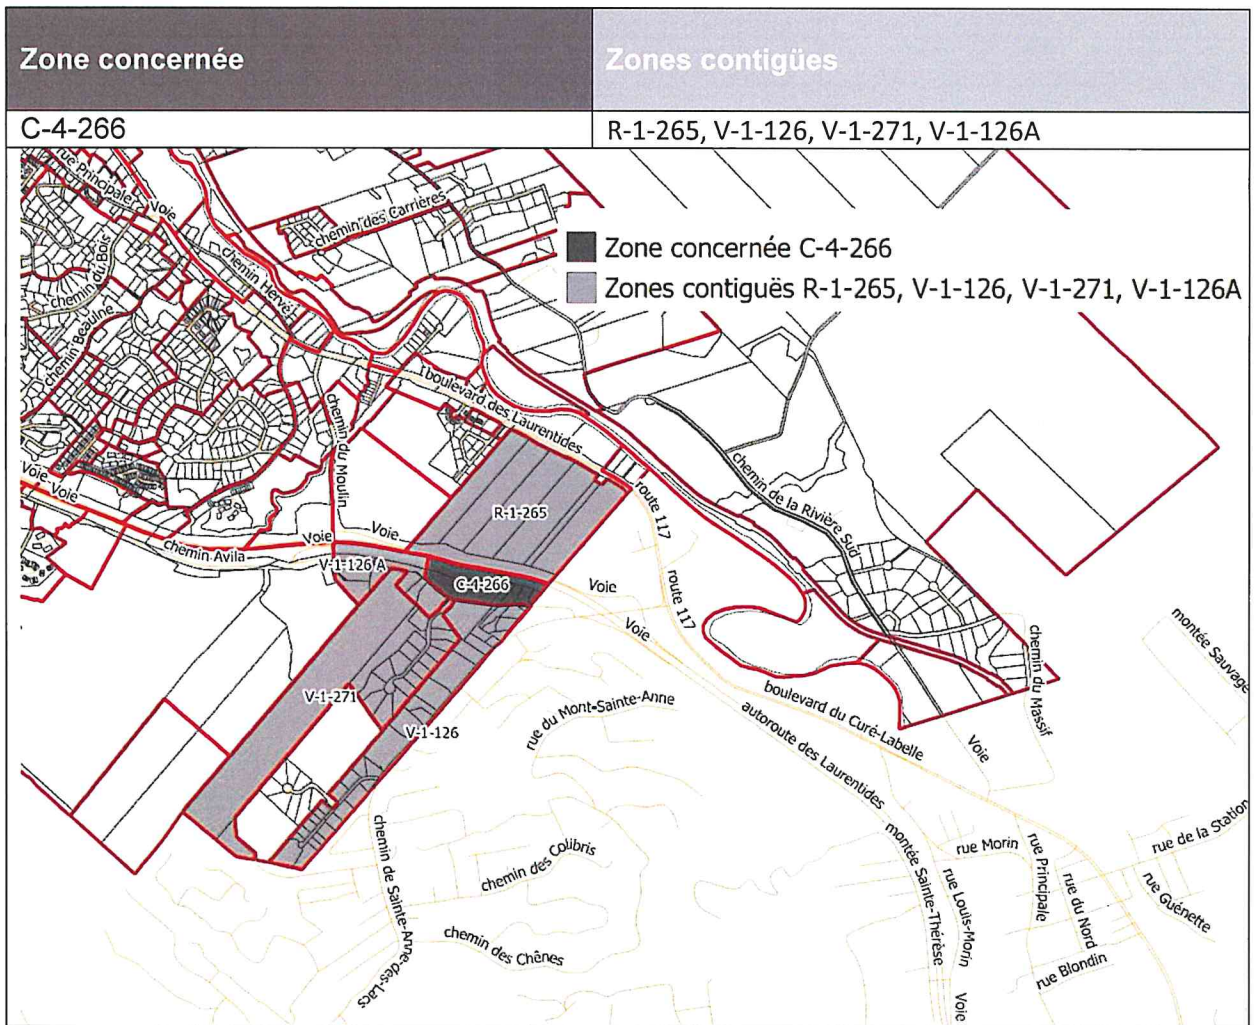 Zone concernée
Zones contigües
C-4-266
R-1-265, V-1-126, V-1-271, V-1-126A
Zone concernée C-4-266
Zones contiguës R-1-265, V-1-126, V-1-271, V-1-126A
rue Principale
Voie
chemin des Carrières
chemin du Bois
chemin Hervé
chemin Beaulne
boulevard des Laurentides
chemin du Moulin
chemin de la Rivière Sud
route 117
R-1-265
Voie Voie
Voie
Voie
chemin Avila
V-1-126 A
C-4-266
Voie
route 117
Voie
montée Sauvage
chemin du Massif
V-1-271
rue du Mont-Sainte-Anne
boulevard du Curé-Labelle
V-1-126
autoroute des Laurentides
Voie
chemin de Sainte-Anne-des-Lacs
chemin des Colibris
montée Sainte-Thérèse
rue Morin
rue Principale
rue de la Station
rue Louis-Morin
rue du Nord
rue Guénette
chemin des Chênes
rue Blondin
Voie